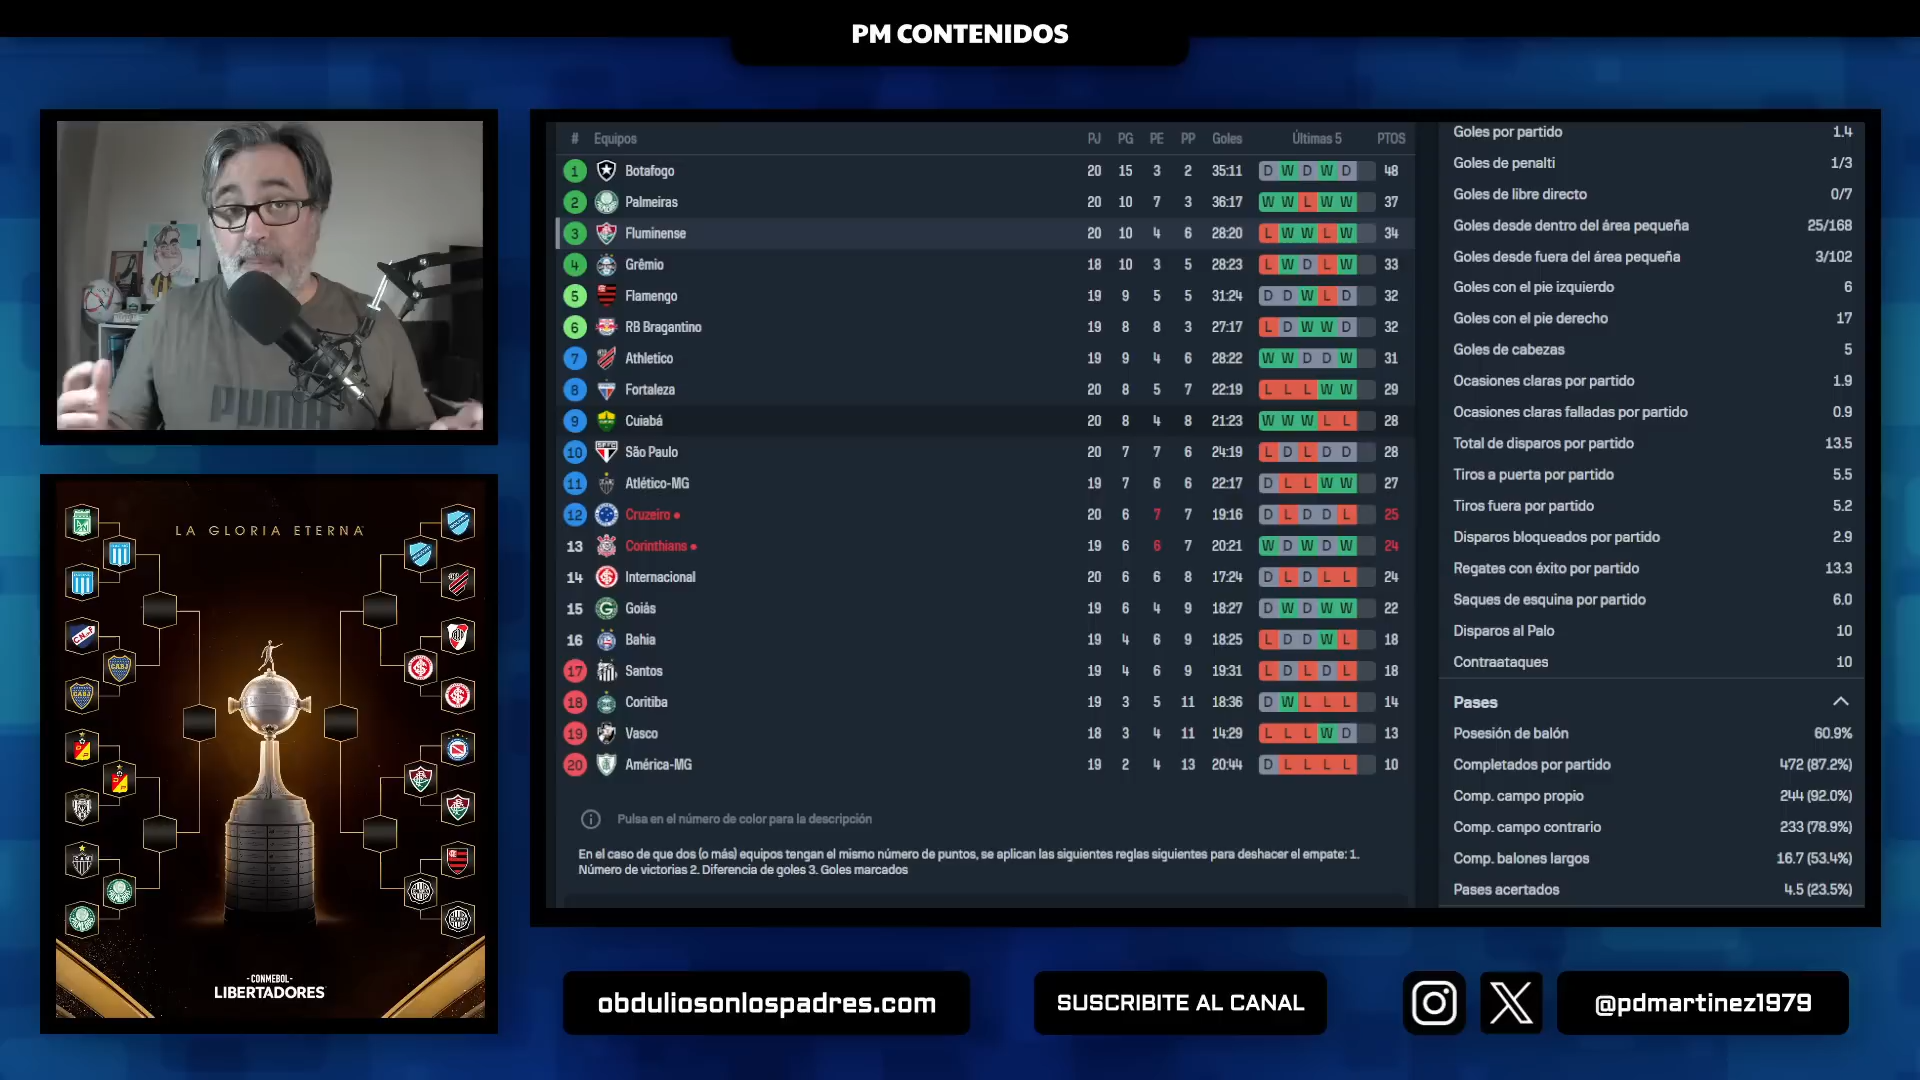 PM CONTENIDOS
PUMA
LA GLORIA ETERNA
-CONMEBOL-
LIBERTADORES
# Equipos PJ PG PE PP Goles Últimas 5 PTOS
1 Botafogo 20 15 3 2 35:11 D W D W D 48
2 Palmeiras 20 10 7 3 36:17 W W L W W 37
3 Fluminense 20 10 4 6 28:20 L W W L W 34
4 Grêmio 18 10 3 5 28:23 L W D L W 33
5 Flamengo 19 9 5 5 31:24 D D W L D 32
6 RB Bragantino 19 8 8 3 27:17 L D W W D 32
7 Athletico 19 9 4 6 28:22 W W D D W 31
8 Fortaleza 20 8 5 7 22:19 L L L W W 29
9 Cuiabá 20 8 4 8 21:23 W W W L L 28
10 São Paulo 20 7 7 6 24:19 L D L D D 28
11 Atlético-MG 19 7 6 6 22:17 D L L W W 27
12 Cruzeiro 20 6 7 7 19:16 D L D D L 25
13 Corinthians 19 6 6 7 20:21 W D W D W 24
14 Internacional 20 6 6 8 17:24 D L D L L 24
15 Goiás 19 6 4 9 18:27 D W D W W 22
16 Bahia 19 4 6 9 18:25 L D D W L 18
17 Santos 19 4 6 9 19:31 L D L D L 18
18 Coritiba 19 3 5 11 18:36 D W L L L 14
19 Vasco 18 3 4 11 14:29 L L L W D 13
20 América-MG 19 2 4 13 20:44 D L L L L 10
Pulsa en el número de color para la descripción
En el caso de que dos (o más) equipos tengan el mismo número de puntos, se aplican las siguientes reglas siguientes para deshacer el empate: 1.
Número de victorias 2. Diferencia de goles 3. Goles marcados
Goles por partido 1.4
Goles de penalti 1/3
Goles de libre directo 0/7
Goles desde dentro del área pequeña 25/168
Goles desde fuera del área pequeña 3/102
Goles con el pie izquierdo 6
Goles con el pie derecho 17
Goles de cabezas 5
Ocasiones claras por partido 1.9
Ocasiones claras falladas por partido 0.9
Total de disparos por partido 13.5
Tiros a puerta por partido 5.5
Tiros fuera por partido 5.2
Disparos bloqueados por partido 2.9
Regates con éxito por partido 13.3
Saques de esquina por partido 6.0
Disparos al Palo 10
Contraataques 10
Pases
Posesión de balón 60.9%
Completados por partido 472 (87.2%)
Comp. campo propio 244 (92.0%)
Comp. campo contrario 233 (78.9%)
Comp. balones largos 16.7 (53.4%)
Pases acertados 4.5 (23.5%)
obduliosonlospadres.com
SUSCRIBITE AL CANAL
@pdmartinez1979